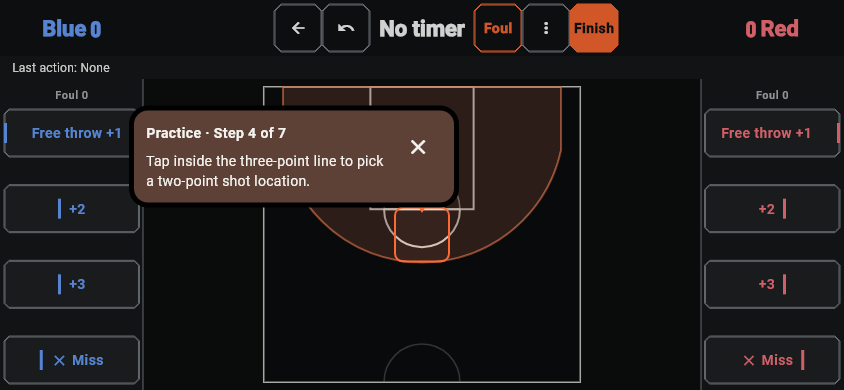 Blue 0
No timer
Foul
Finish
0 Red
Last action: None
Foul 0
Free throw +1
+2
+3
Miss
Practice · Step 4 of 7
Tap inside the three-point line to pick
a two-point shot location.
Foul 0
Free throw +1
+2
+3
Miss